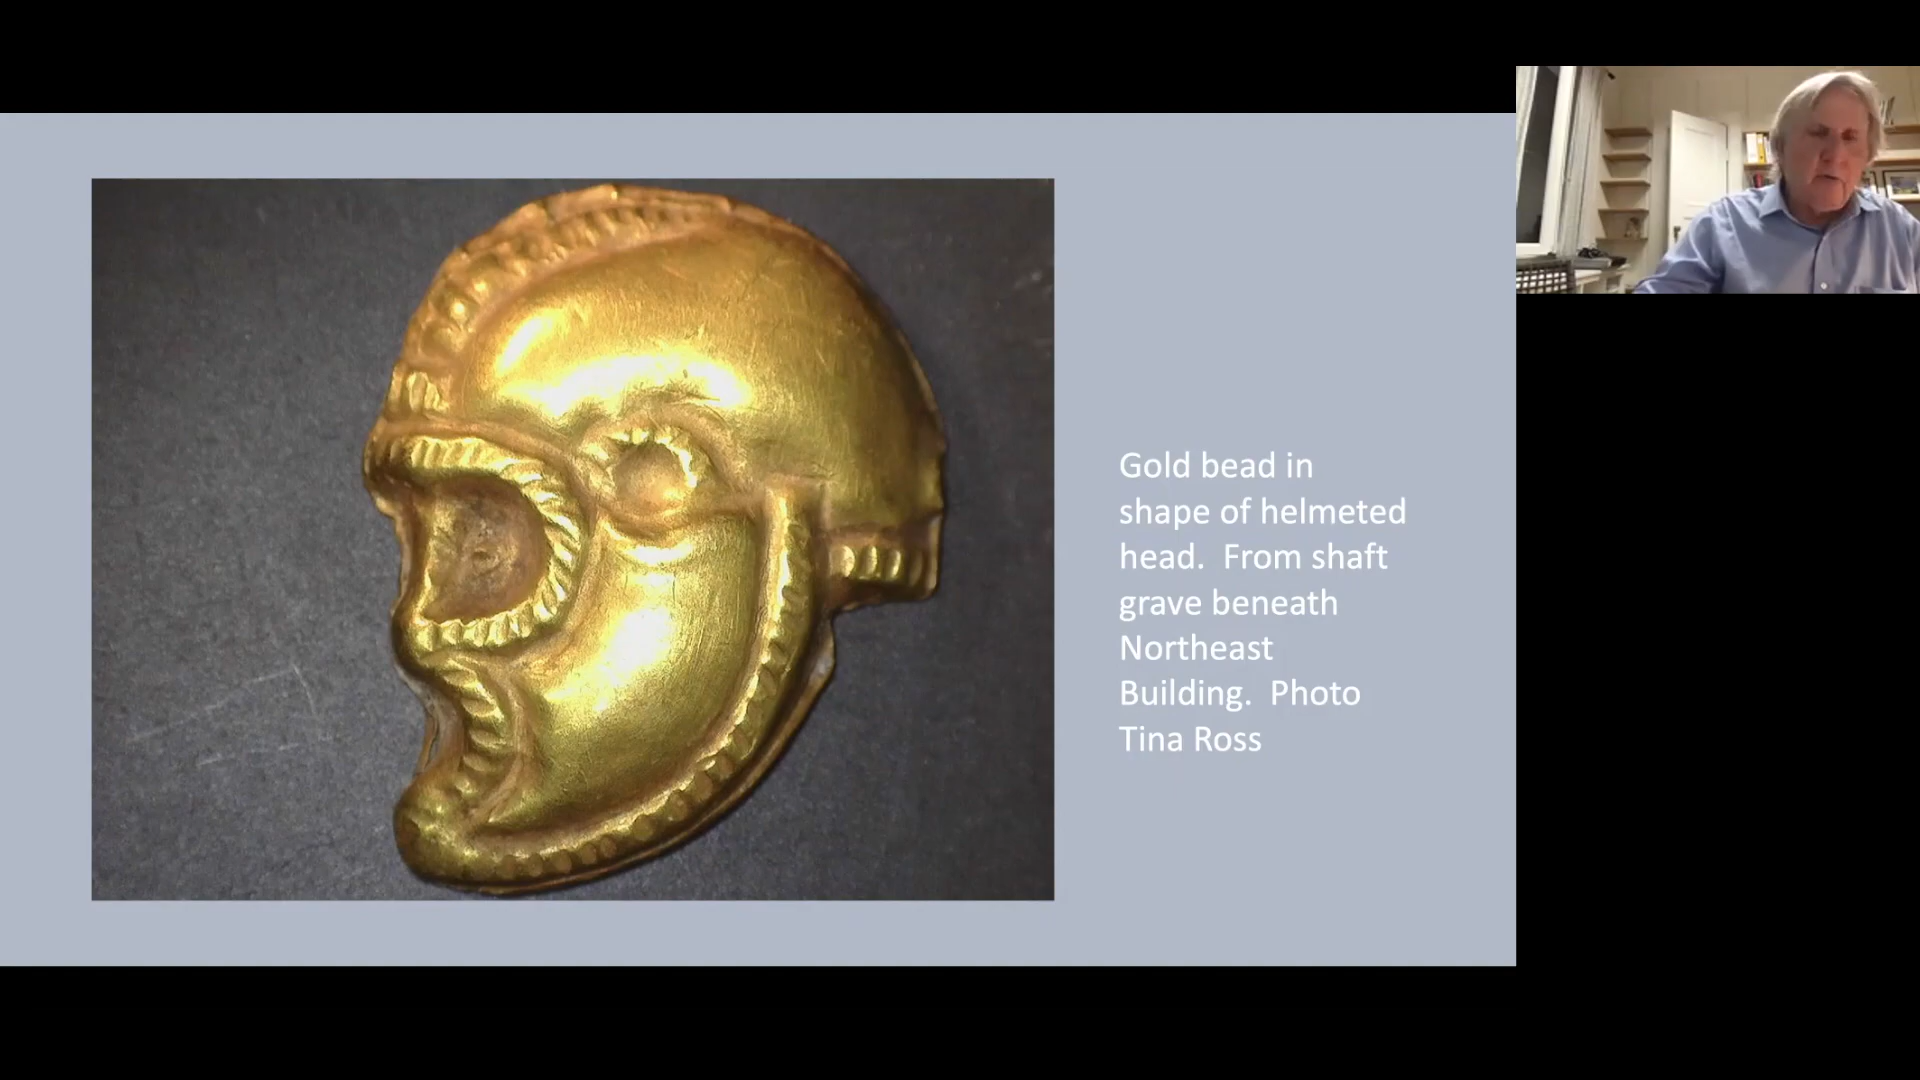 Gold bead in
shape of helmeted
head.  From shaft
grave beneath
Northeast
Building.  Photo
Tina Ross